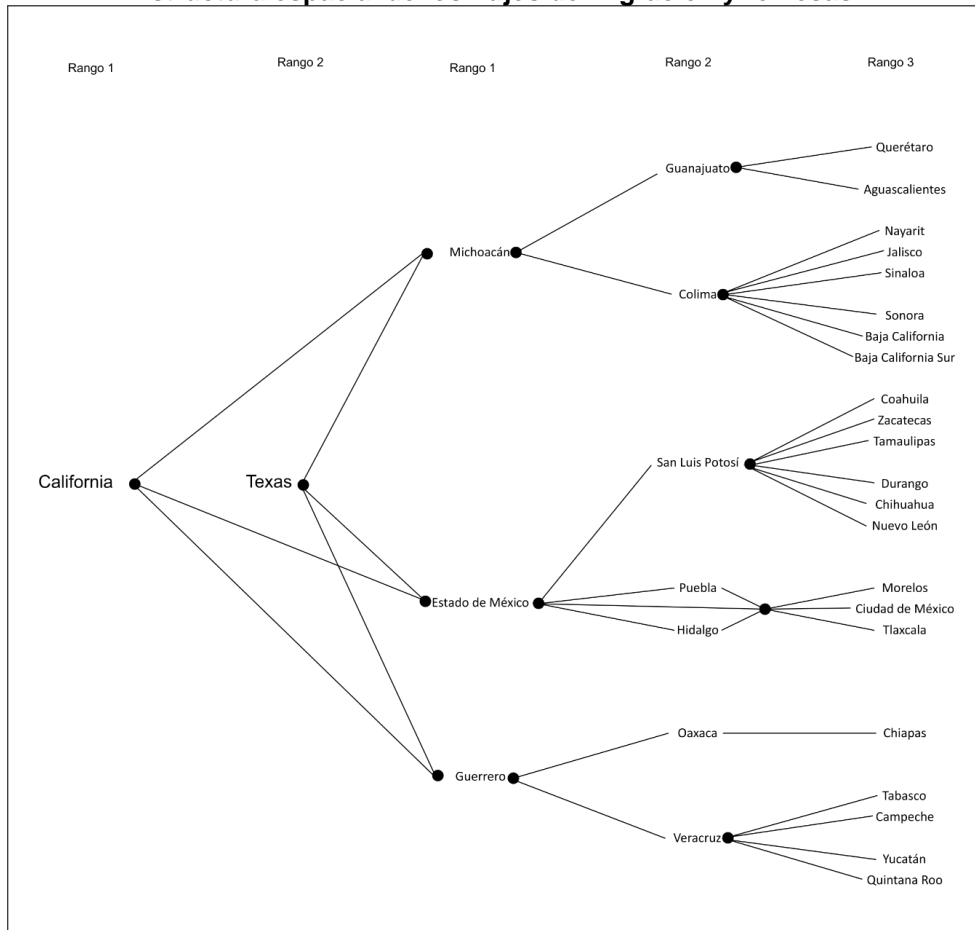 Rango 1
Rango 2
Rango 1
Rango 2
Rango 3
Querétaro
Guanajuato
Aguascalientes
Nayarit
Michoacán
Jalisco
Sinaloa
Colima
Sonora
Baja California
Baja California Sur
Coahuila
Zacatecas
Tamaulipas
San Luis Potosí
California
Texas
Durango
Chihuahua
Nuevo León
Puebla
Morelos
Estado de México
Ciudad de México
Hidalgo
Tlaxcala
Oaxaca
Chiapas
Guerrero
Tabasco
Campeche
Veracruz
Yucatán
Quintana Roo